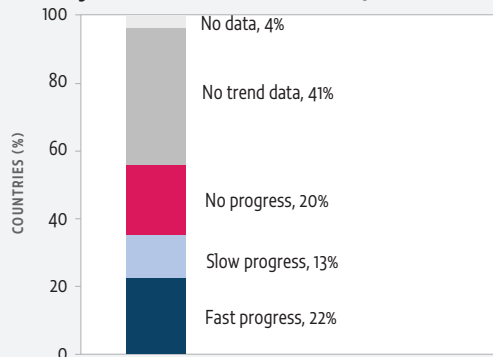 100
80
60
40
20
0
COUNTRIES (%)
No data, 4%
No trend data, 41%
No progress, 20%
Slow progress, 13%
Fast progress, 22%